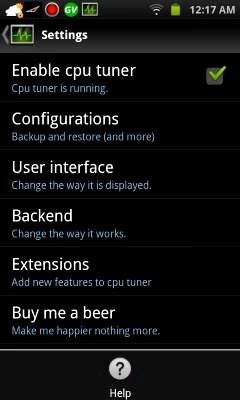 GV 12:17 AM
Settings
Enable cpu tuner
Cpu tuner is running.
Configurations
Backup and restore (and more)
User interface
Change the way it is displayed.
Backend
Change the way it works.
Extensions
Add new features to cpu tuner
Buy me a beer
Make me happier nothing more.
?
Help